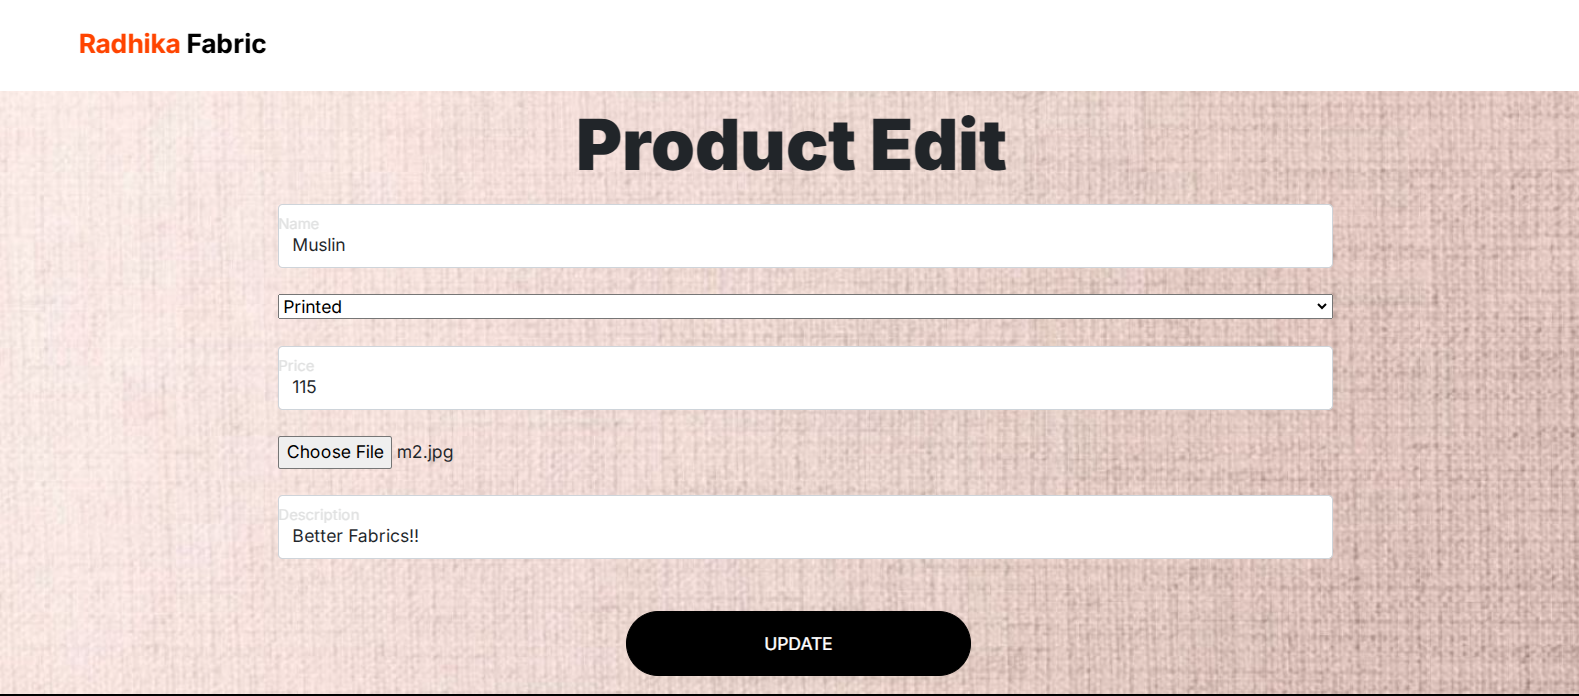 Radhika Fabric
Product Edit
Name
Muslin
Printed
Price
115
Choose File m2.jpg
Description
Better Fabrics!!
UPDATE